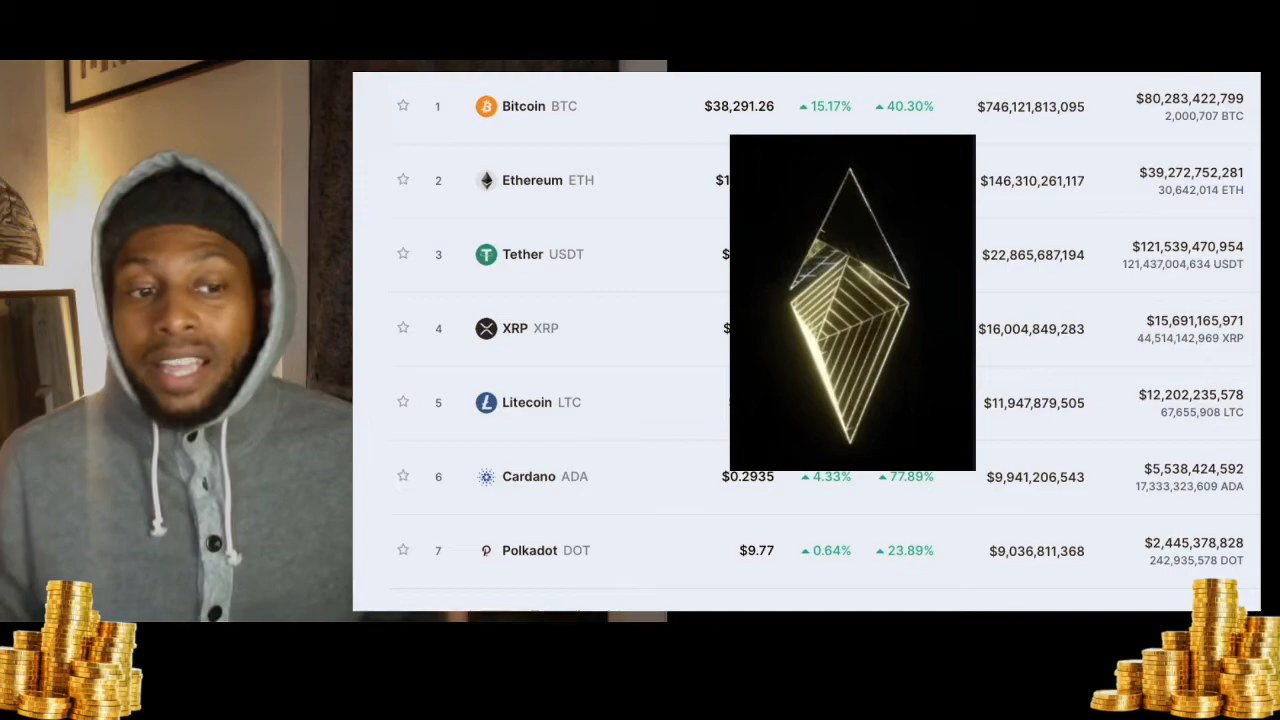 1 Bitcoin BTC $38,291.26 15.17% 40.30% $746,121,813,095 $80,283,422,799
2,000,707 BTC
2 Ethereum ETH $1 $146,310,261,117 $39,272,752,281
30,642,014 ETH
3 Tether USDT $ $22,865,687,194 $121,539,470,954
121,437,004,634 USDT
4 XRP XRP $ $16,004,849,283 $15,691,165,971
44,514,142,969 XRP
5 Litecoin LTC $11,947,879,505 $12,202,235,578
67,655,908 LTC
6 Cardano ADA $0.2935 4.33% 77.89% $9,941,206,543 $5,538,424,592
17,333,323,609 ADA
7 Polkadot DOT $9.77 0.64% 23.89% $9,036,811,368 $2,445,378,828
242,935,578 DOT